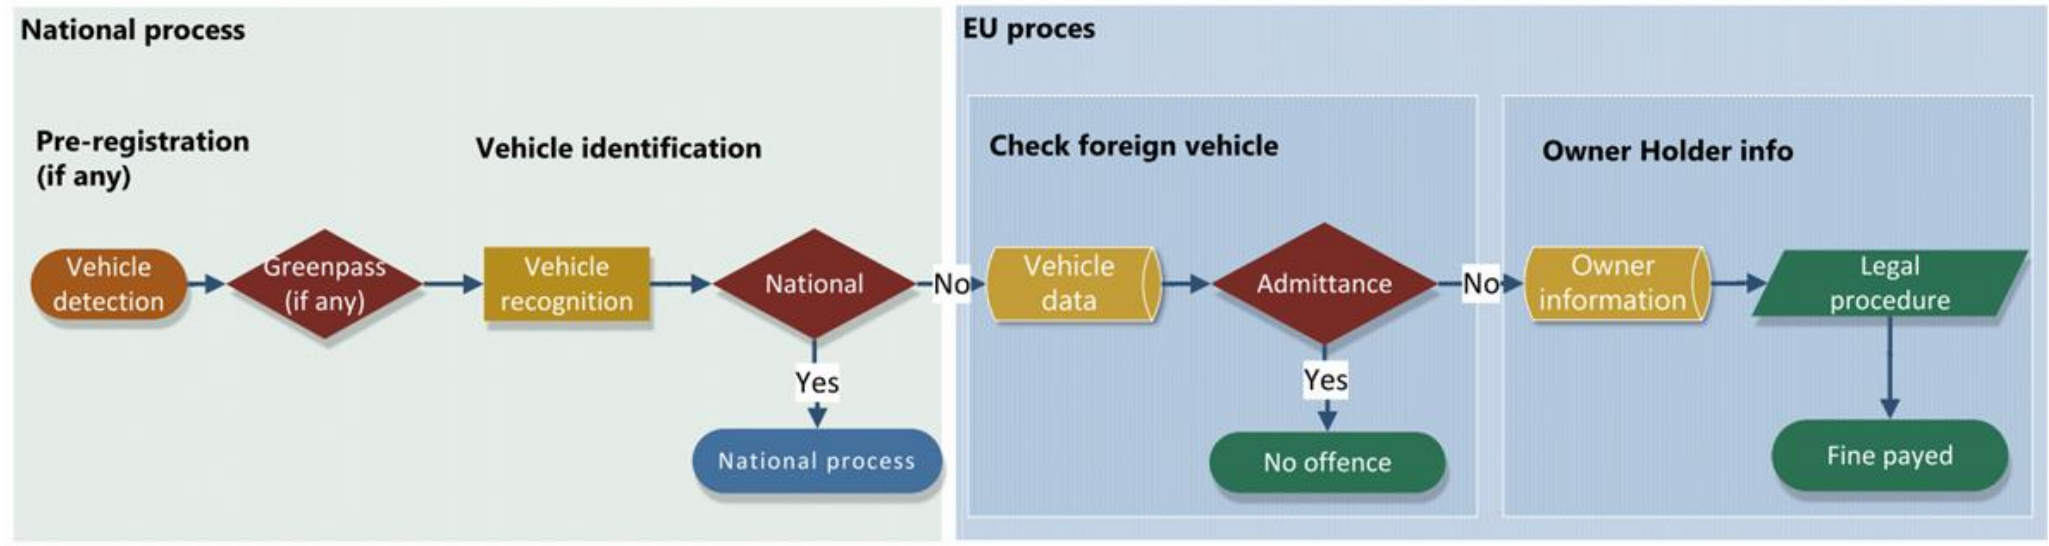 National process
EU proces
Pre-registration
(if any)
Vehicle identification
Check foreign vehicle
Owner Holder info
Vehicle
detection
Greenpass
(if any)
Vehicle
recognition
National
No
Vehicle
data
Admittance
No
Owner
information
Legal
procedure
Yes
Yes
National process
No offence
Fine payed